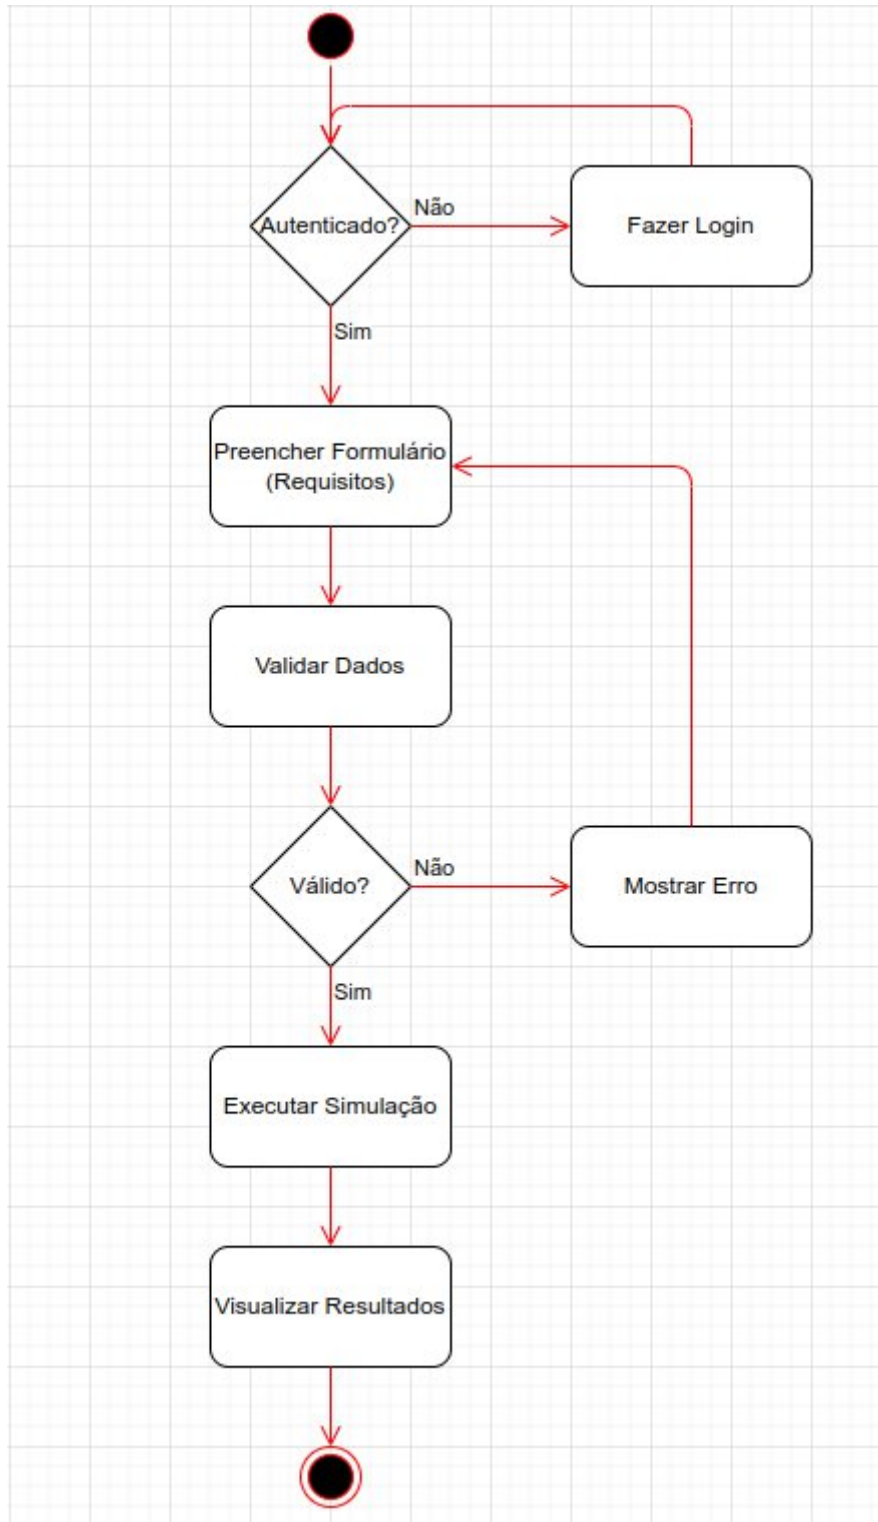 Autenticado?
Não
Fazer Login
Sim
Preencher Formulário
(Requisitos)
Validar Dados
Válido?
Não
Mostrar Erro
Sim
Executar Simulação
Visualizar Resultados